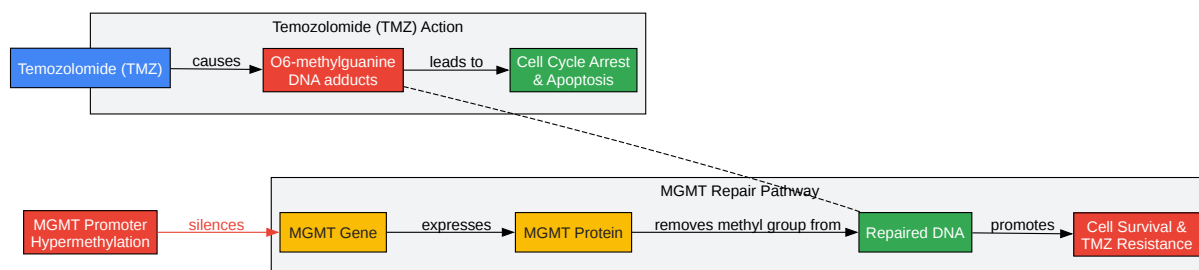 Temozolomide (TMZ) Action
Temozolomide (TMZ)
causes
O6-methylguanine
DNA adducts
leads to
Cell Cycle Arrest
& Apoptosis
MGMT Repair Pathway
MGMT Promoter
Hypermethylation
silences
MGMT Gene
expresses
MGMT Protein
removes methyl group from
Repaired DNA
promotes
Cell Survival &
TMZ Resistance